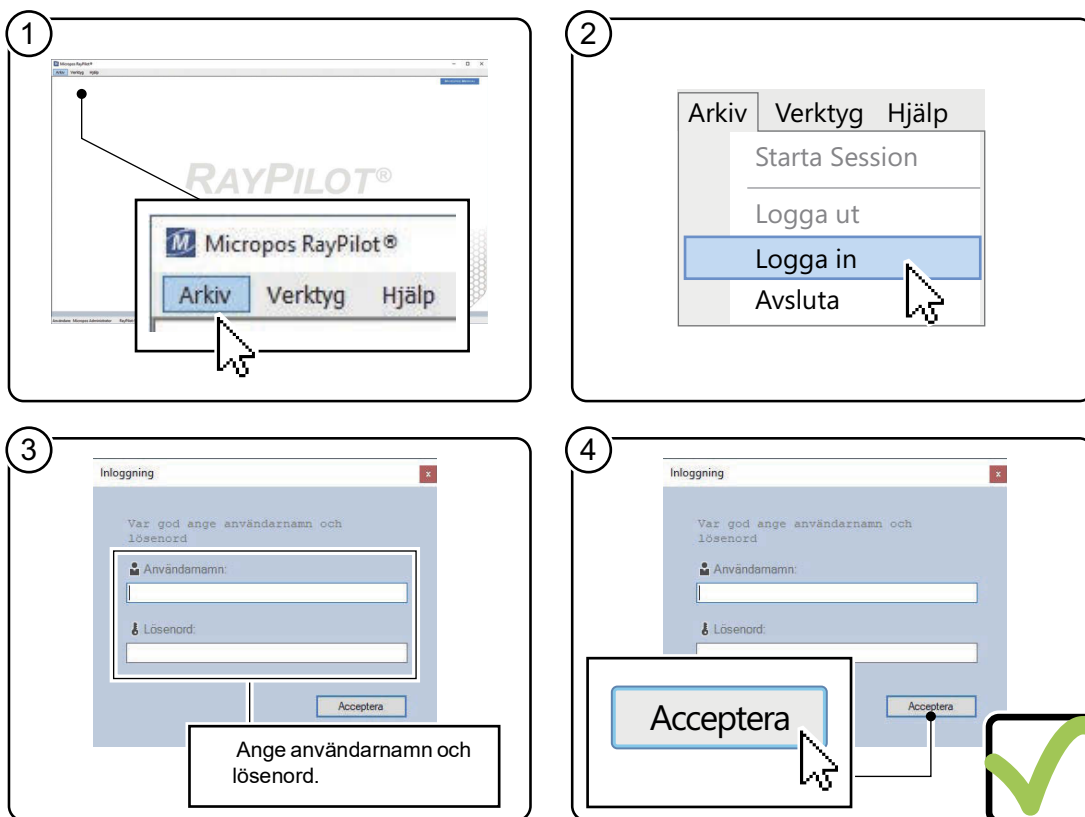 1
Micropos RayPilot®
Arkiv Verktyg Hjälp
RAYPILOT®
Micropos RayPilot®
Arkiv Verktyg Hjälp
2
Arkiv Verktyg Hjälp
Starta Session
Logga ut
Logga in
Avsluta
3
Inloggning
x
Var god ange användarnamn och
lösenord
Användarnamn:
Lösenord:
Acceptera
Ange användarnamn och
lösenord.
4
Inloggning
x
Var god ange användarnamn och
lösenord
Användarnamn:
Lösenord:
Acceptera
Acceptera